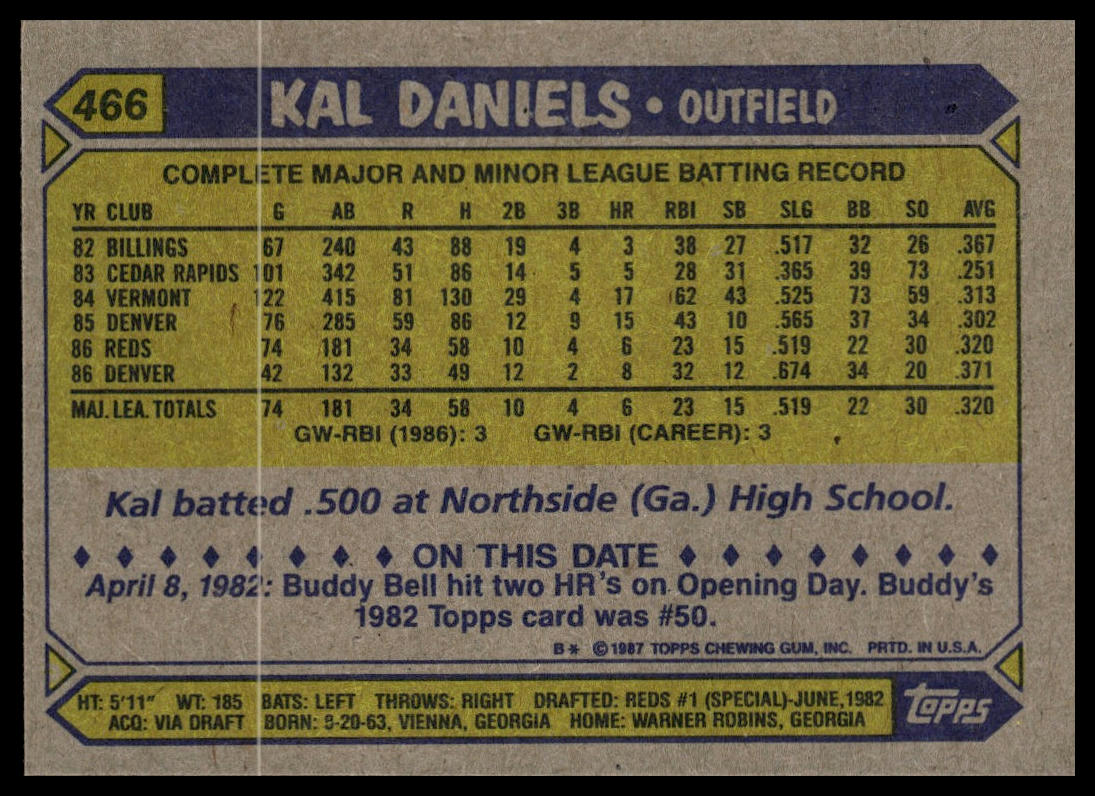 466
KAL DANIELS • OUTFIELD
COMPLETE MAJOR AND MINOR LEAGUE BATTING RECORD
YR CLUB G AB R H 2B 3B HR RBI SB SLG BB SO AVG
82 BILLINGS 67 240 43 88 19 4 3 38 27 .517 32 26 .367
83 CEDAR RAPIDS 101 342 51 86 14 5 5 28 31 .365 39 73 .251
84 VERMONT 122 415 81 130 29 4 17 62 43 .525 73 59 .313
85 DENVER 76 285 59 86 12 9 15 43 10 .565 37 34 .302
86 REDS 74 181 34 58 10 4 6 23 15 .519 22 30 .320
86 DENVER 42 132 33 49 12 2 8 32 12 .674 34 20 .371
MAJ. LEA. TOTALS 74 181 34 58 10 4 6 23 15 .519 22 30 .320
GW-RBI (1986): 3 GW-RBI (CAREER): 3
Kal batted .500 at Northside (Ga.) High School.
♦ ♦ ♦ ♦ ♦ ♦ ♦ ♦ ON THIS DATE ♦ ♦ ♦ ♦ ♦ ♦ ♦ ♦
April 8, 1982: Buddy Bell hit two HR's on Opening Day. Buddy's
1982 Topps card was #50.
B* ©1987 TOPPS CHEWING GUM, INC. PRTD. IN U.S.A.
HT: 5'11" WT: 185 BATS: LEFT THROWS: RIGHT DRAFTED: REDS #1 (SPECIAL)-JUNE, 1982
ACQ: VIA DRAFT BORN: 8-20-63, VIENNA, GEORGIA HOME: WARNER ROBINS, GEORGIA
topps